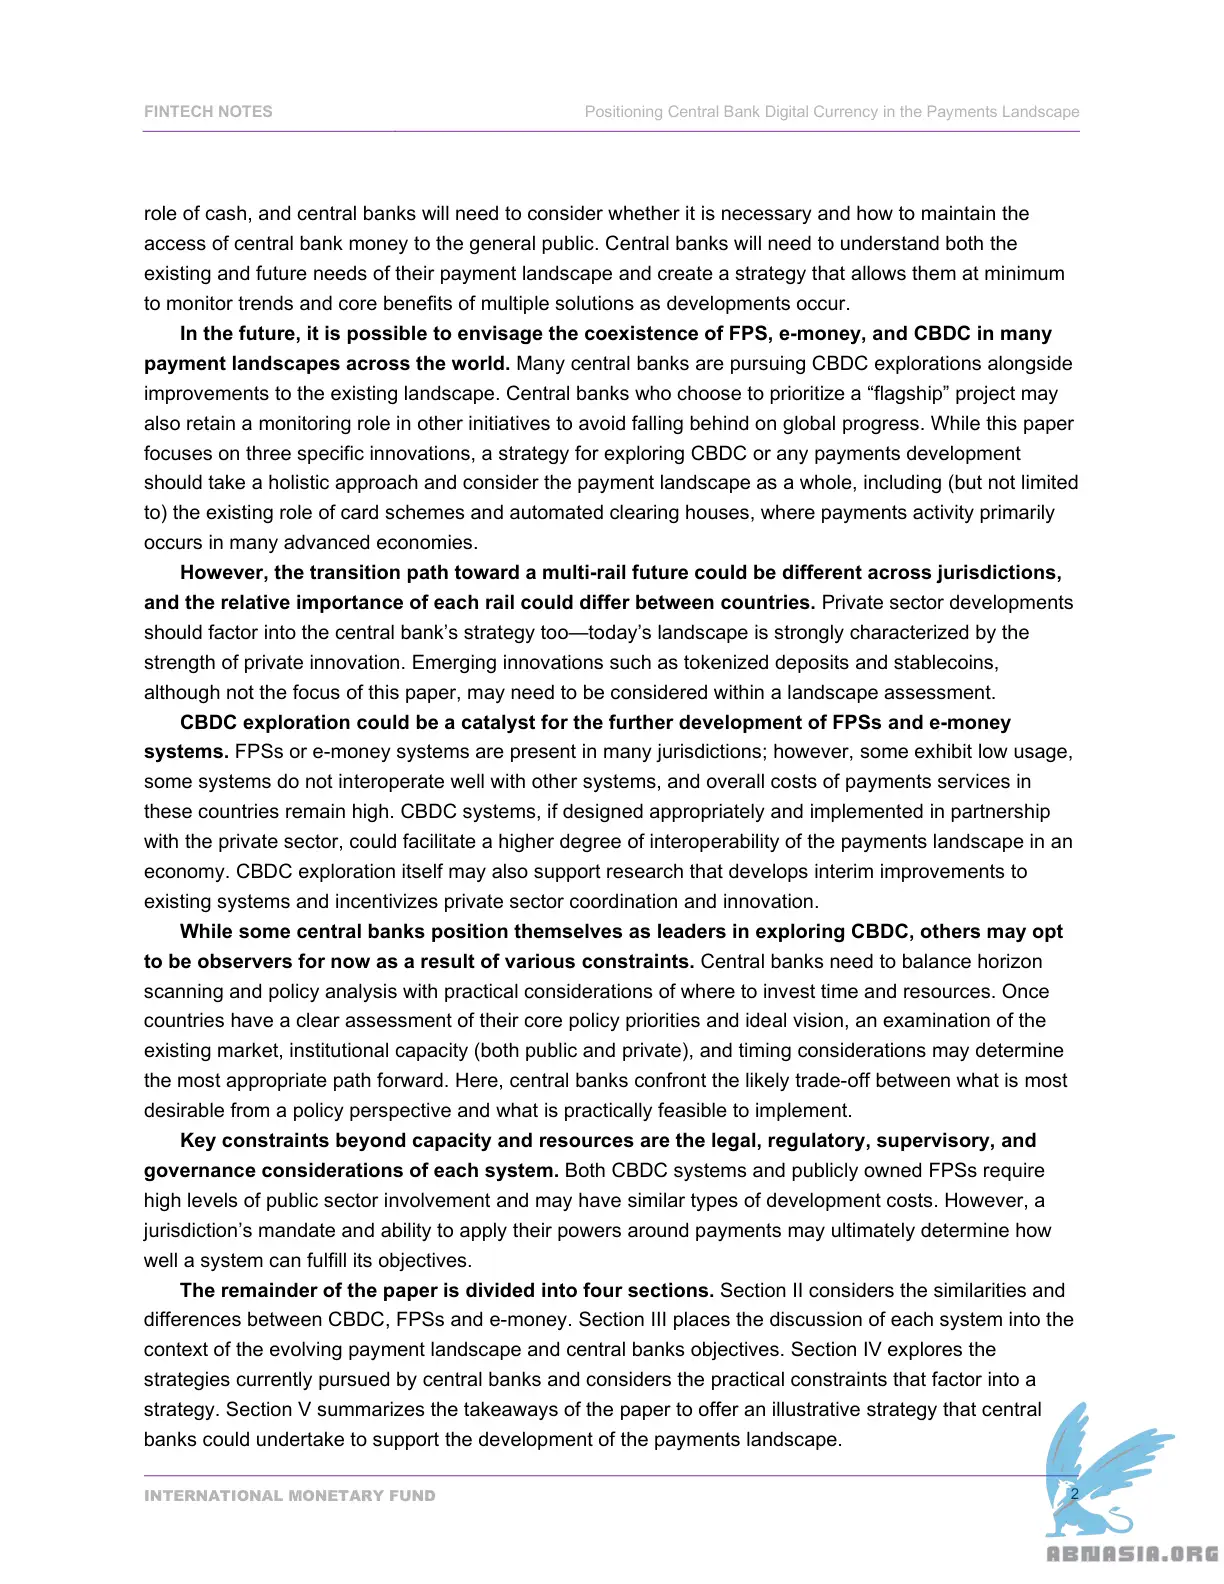 FINTECH NOTES
Positioning Central Bank Digital Currency in the Payments Landscape
role of cash, and central banks will need to consider whether it is necessary and how to maintain the
access of central bank money to the general public. Central banks will need to understand both the
existing and future needs of their payment landscape and create a strategy that allows them at minimum
to monitor trends and core benefits of multiple solutions as developments occur.
In the future, it is possible to envisage the coexistence of FPS, e-money, and CBDC in many
payment landscapes across the world. Many central banks are pursuing CBDC explorations alongside
improvements to the existing landscape. Central banks who choose to prioritize a “flagship” project may
also retain a monitoring role in other initiatives to avoid falling behind on global progress. While this paper
focuses on three specific innovations, a strategy for exploring CBDC or any payments development
should take a holistic approach and consider the payment landscape as a whole, including (but not limited
to) the existing role of card schemes and automated clearing houses, where payments activity primarily
occurs in many advanced economies.
However, the transition path toward a multi-rail future could be different across jurisdictions,
and the relative importance of each rail could differ between countries. Private sector developments
should factor into the central bank’s strategy too—today’s landscape is strongly characterized by the
strength of private innovation. Emerging innovations such as tokenized deposits and stablecoins,
although not the focus of this paper, may need to be considered within a landscape assessment.
CBDC exploration could be a catalyst for the further development of FPSs and e-money
systems. FPSs or e-money systems are present in many jurisdictions; however, some exhibit low usage,
some systems do not interoperate well with other systems, and overall costs of payments services in
these countries remain high. CBDC systems, if designed appropriately and implemented in partnership
with the private sector, could facilitate a higher degree of interoperability of the payments landscape in an
economy. CBDC exploration itself may also support research that develops interim improvements to
existing systems and incentivizes private sector coordination and innovation.
While some central banks position themselves as leaders in exploring CBDC, others may opt
to be observers for now as a result of various constraints. Central banks need to balance horizon
scanning and policy analysis with practical considerations of where to invest time and resources. Once
countries have a clear assessment of their core policy priorities and ideal vision, an examination of the
existing market, institutional capacity (both public and private), and timing considerations may determine
the most appropriate path forward. Here, central banks confront the likely trade-off between what is most
desirable from a policy perspective and what is practically feasible to implement.
Key constraints beyond capacity and resources are the legal, regulatory, supervisory, and
governance considerations of each system. Both CBDC systems and publicly owned FPSs require
high levels of public sector involvement and may have similar types of development costs. However, a
jurisdiction’s mandate and ability to apply their powers around payments may ultimately determine how
well a system can fulfill its objectives.
The remainder of the paper is divided into four sections. Section II considers the similarities and
differences between CBDC, FPSs and e-money. Section III places the discussion of each system into the
context of the evolving payment landscape and central banks objectives. Section IV explores the
strategies currently pursued by central banks and considers the practical constraints that factor into a
strategy. Section V summarizes the takeaways of the paper to offer an illustrative strategy that central
banks could undertake to support the development of the payments landscape.
INTERNATIONAL MONETARY FUND
2
ABNASIA.ORG